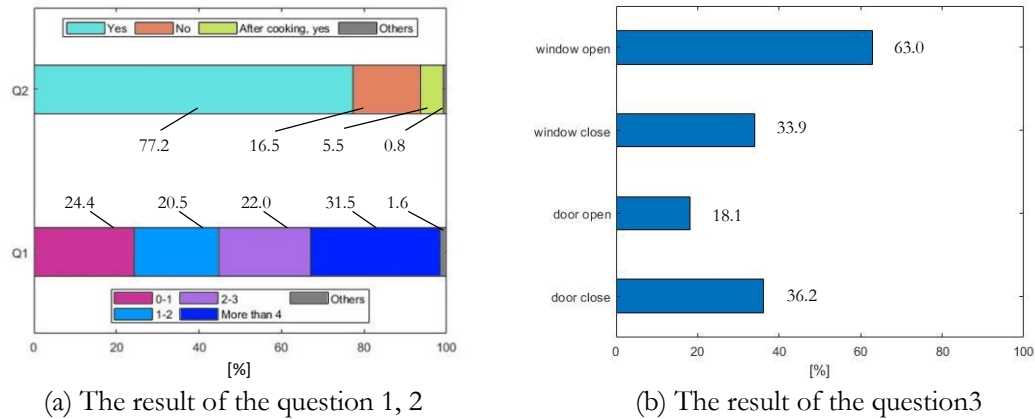 Yes No After cooking, yes Others
Q2
77.2 16.5 5.5 0.8
24.4 20.5 22.0 31.5 1.6
Q1
0-1 2-3 Others
1-2 More than 4
0 20 40 60 80 100
[%]
(a) The result of the question 1, 2
window open 63.0
window close 33.9
door open 18.1
door close 36.2
0 20 40 60 80 100
[%]
(b) The result of the question3